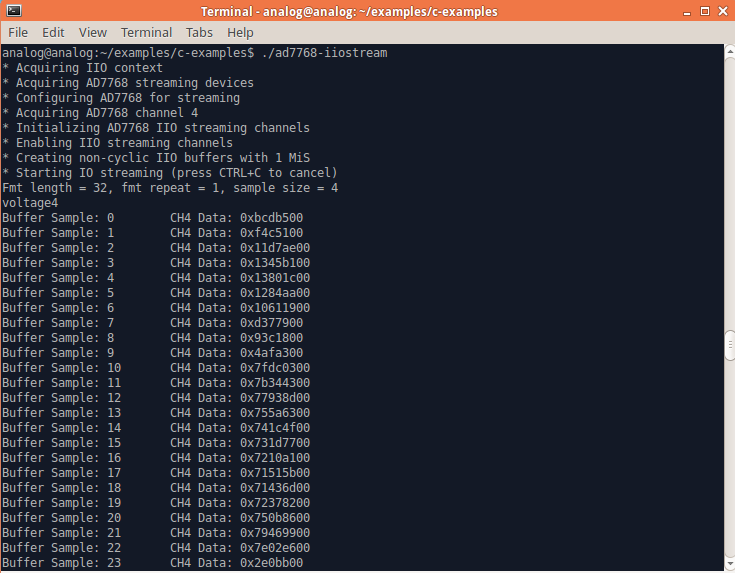 Terminal - analog@analog: ~/examples/c-examples
File Edit View Terminal Tabs Help
analog@analog:~/examples/c-examples$ ./ad7768-iiostream
* Acquiring IIO context
* Acquiring AD7768 streaming devices
* Configuring AD7768 for streaming
* Acquiring AD7768 channel 4
* Initializing AD7768 IIO streaming channels
* Enabling IIO streaming channels
* Creating non-cyclic IIO buffers with 1 MiS
* Starting IO streaming (press CTRL+C to cancel)
Fmt length = 32, fmt repeat = 1, sample size = 4
voltage4
Buffer Sample: 0 CH4 Data: 0xbcdb500
Buffer Sample: 1 CH4 Data: 0xf4c5100
Buffer Sample: 2 CH4 Data: 0x11d7ae00
Buffer Sample: 3 CH4 Data: 0x1345b100
Buffer Sample: 4 CH4 Data: 0x13801c00
Buffer Sample: 5 CH4 Data: 0x1284aa00
Buffer Sample: 6 CH4 Data: 0x10611900
Buffer Sample: 7 CH4 Data: 0xd377900
Buffer Sample: 8 CH4 Data: 0x93c1800
Buffer Sample: 9 CH4 Data: 0x4afa300
Buffer Sample: 10 CH4 Data: 0x7fdc0300
Buffer Sample: 11 CH4 Data: 0x7b344300
Buffer Sample: 12 CH4 Data: 0x77938d00
Buffer Sample: 13 CH4 Data: 0x755a6300
Buffer Sample: 14 CH4 Data: 0x741c4f00
Buffer Sample: 15 CH4 Data: 0x731d7700
Buffer Sample: 16 CH4 Data: 0x7210a100
Buffer Sample: 17 CH4 Data: 0x71515b00
Buffer Sample: 18 CH4 Data: 0x71436d00
Buffer Sample: 19 CH4 Data: 0x72378200
Buffer Sample: 20 CH4 Data: 0x750b8600
Buffer Sample: 21 CH4 Data: 0x79469900
Buffer Sample: 22 CH4 Data: 0x7e02e600
Buffer Sample: 23 CH4 Data: 0x2e0bb00